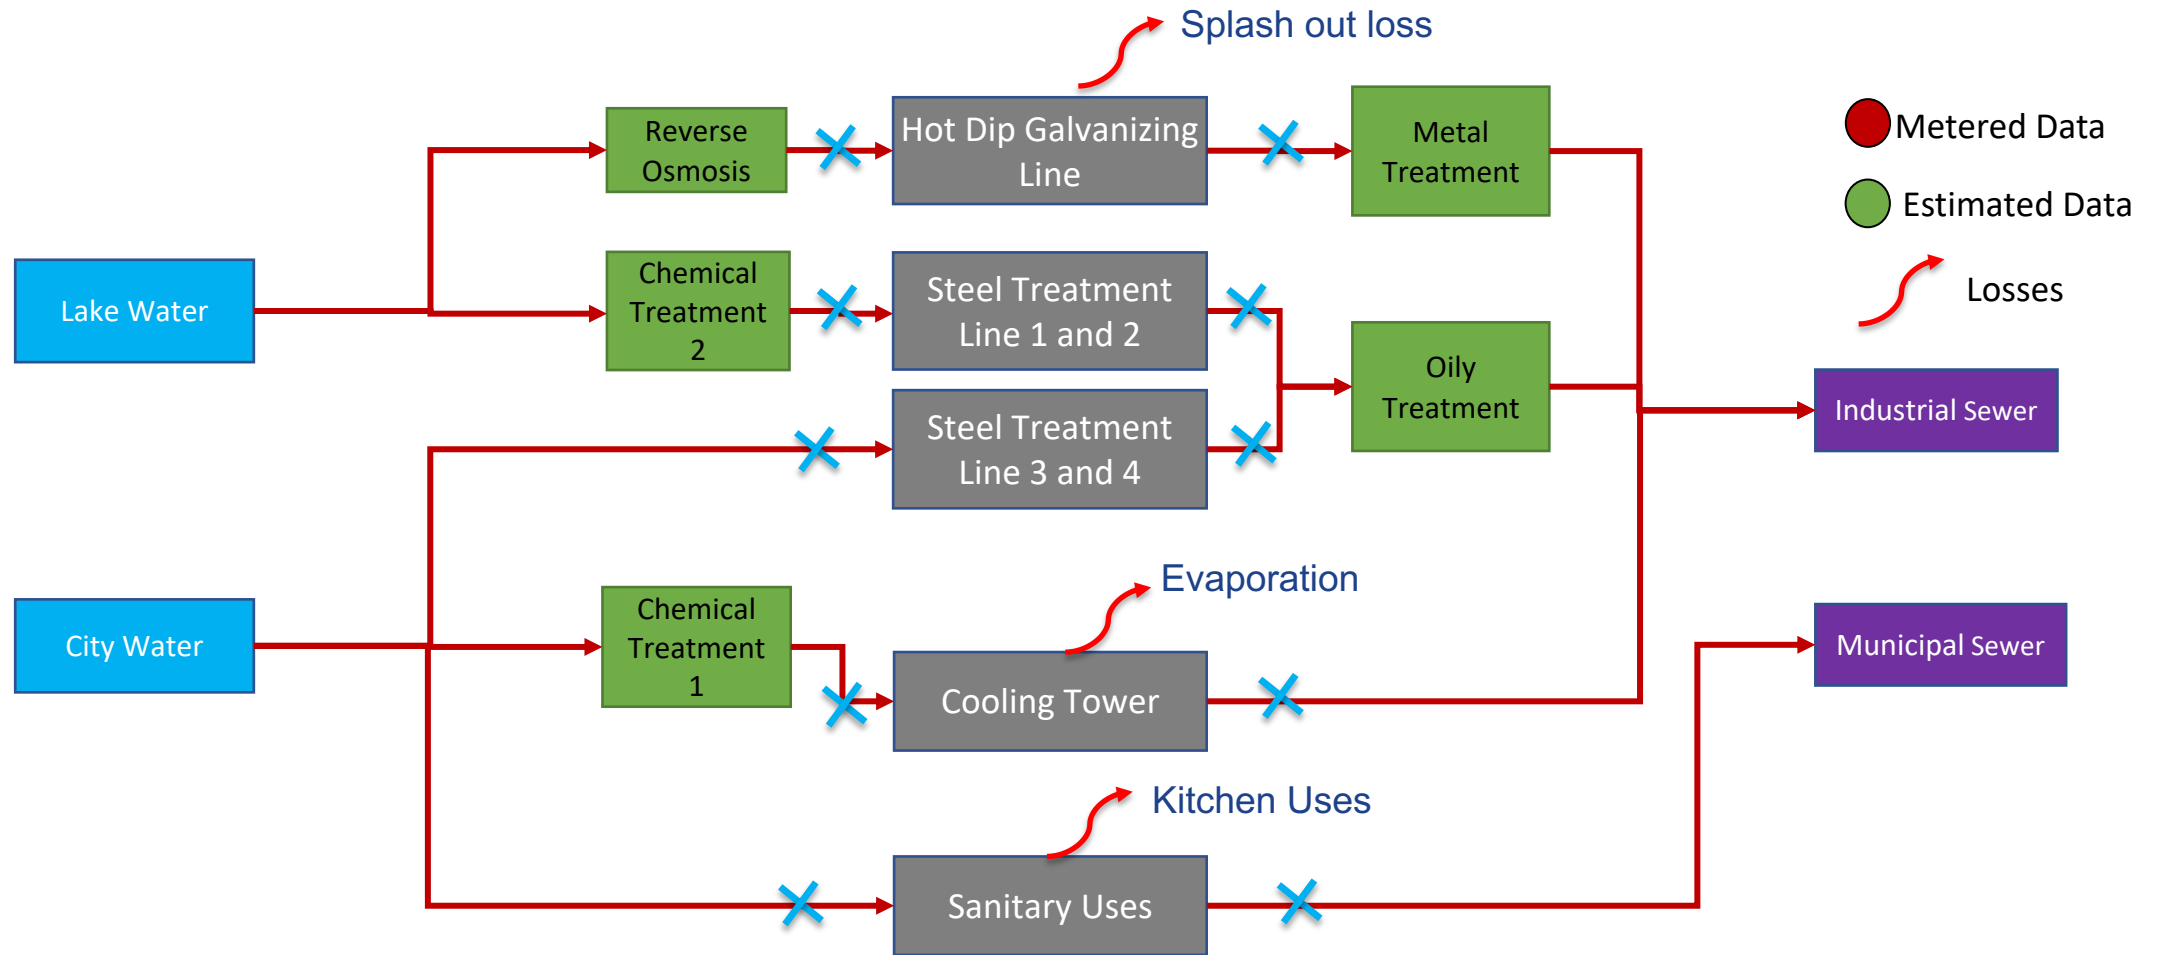 Splash out loss
Reverse
Osmosis
Hot Dip Galvanizing
Line
Metal
Treatment
Metered Data
Estimated Data
Losses
Lake Water
Chemical
Treatment
2
Steel Treatment
Line 1 and 2
Oily
Treatment
Steel Treatment
Line 3 and 4
Industrial Sewer
City Water
Chemical
Treatment
1
Evaporation
Cooling Tower
Municipal Sewer
Kitchen Uses
Sanitary Uses